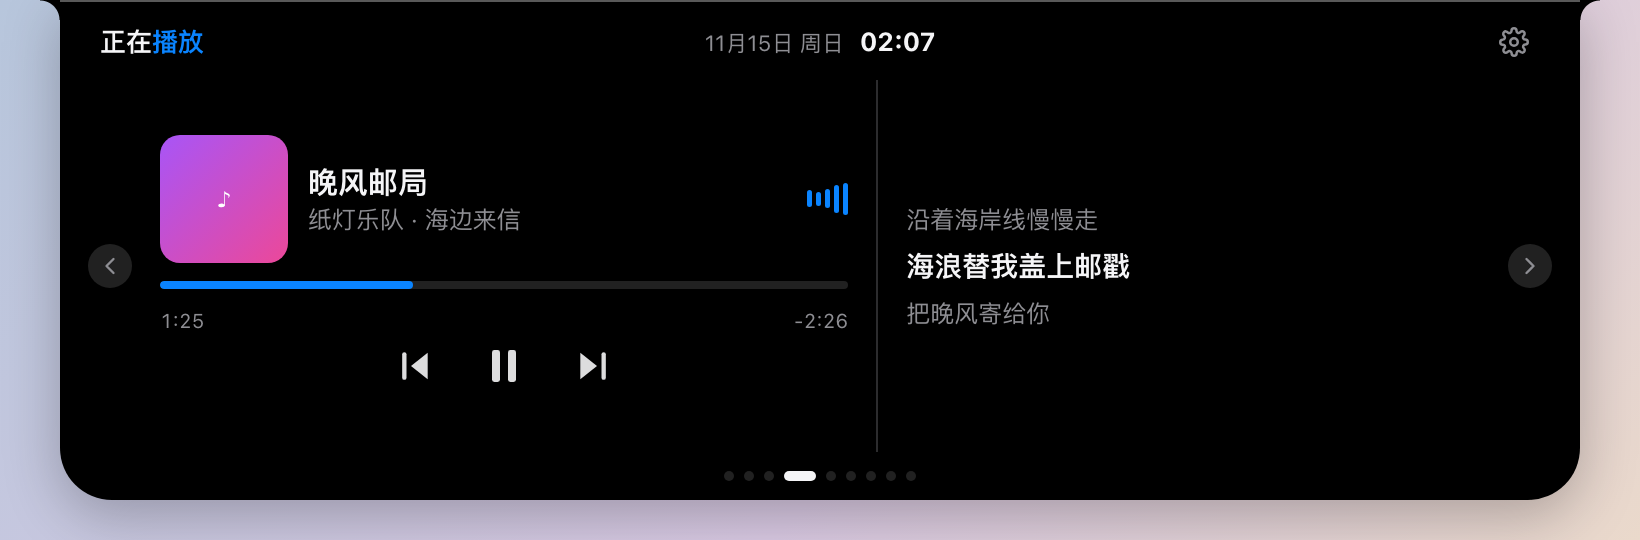 正在播放
11月15日 周日 02:07
♪
晚风邮局
纸灯乐队 · 海边来信
1:25
-2:26
沿着海岸线慢慢走
海浪替我盖上邮戳
把晚风寄给你